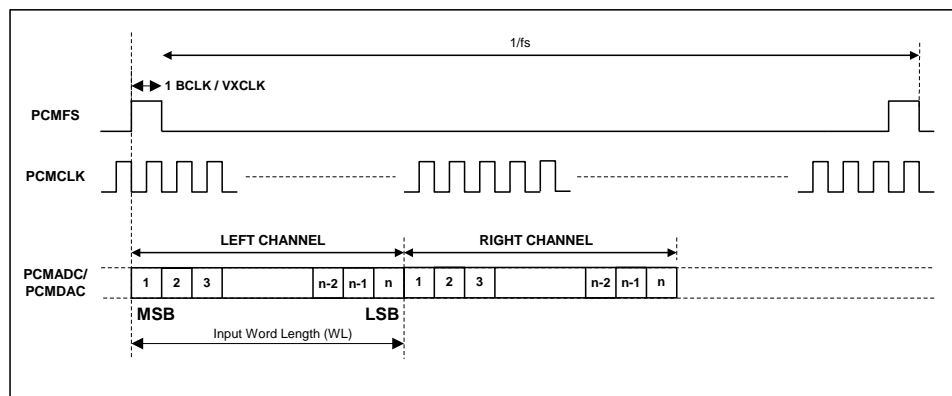 1/fs
1 BCLK / VXCLK
PCMFS
PCMCLK
LEFT CHANNEL RIGHT CHANNEL
PCMADC/
PCMDAC
1 2 3 n-2 n-1 n 1 2 3 n-2 n-1 n
MSB LSB
Input Word Length (WL)